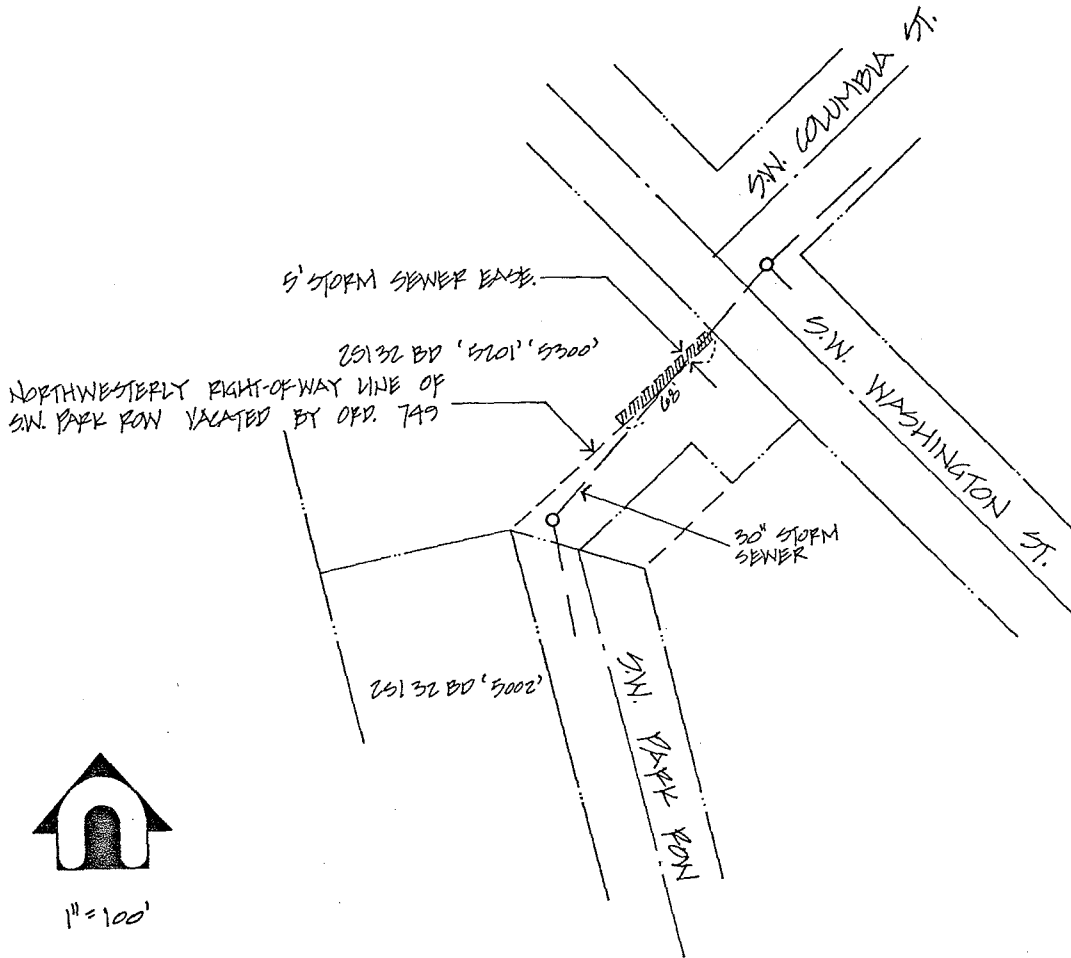 S.W. COLUMBIA ST.
5' STORM SEWER EASE.
2S1 32 BD '5201' '5300'
NORTHWESTERLY RIGHT-OF-WAY LINE OF
S.W. PARK ROW VACATED BY ORD. 749
68
S.W. WASHINGTON ST.
30" STORM
SEWER
2S1 32 BD '5002'
S.W. PARK ROW
1"=100'